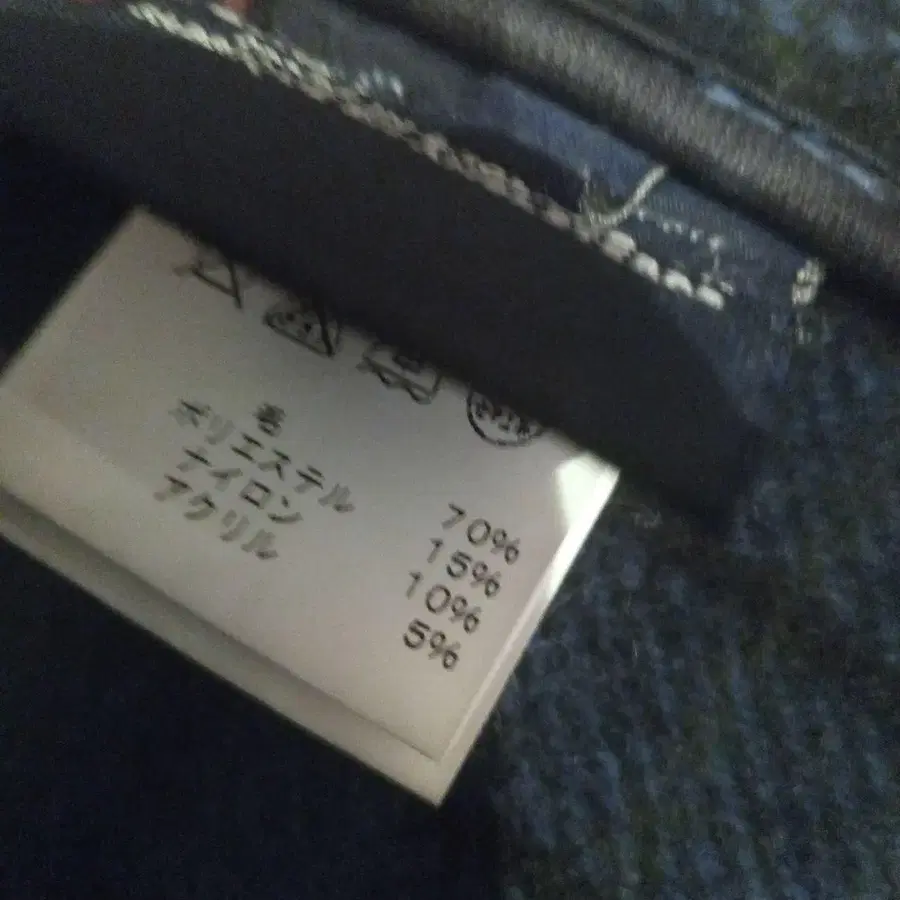 毛 70%
ポリエステル 15%
ナイロン 10%
アクリル 5%